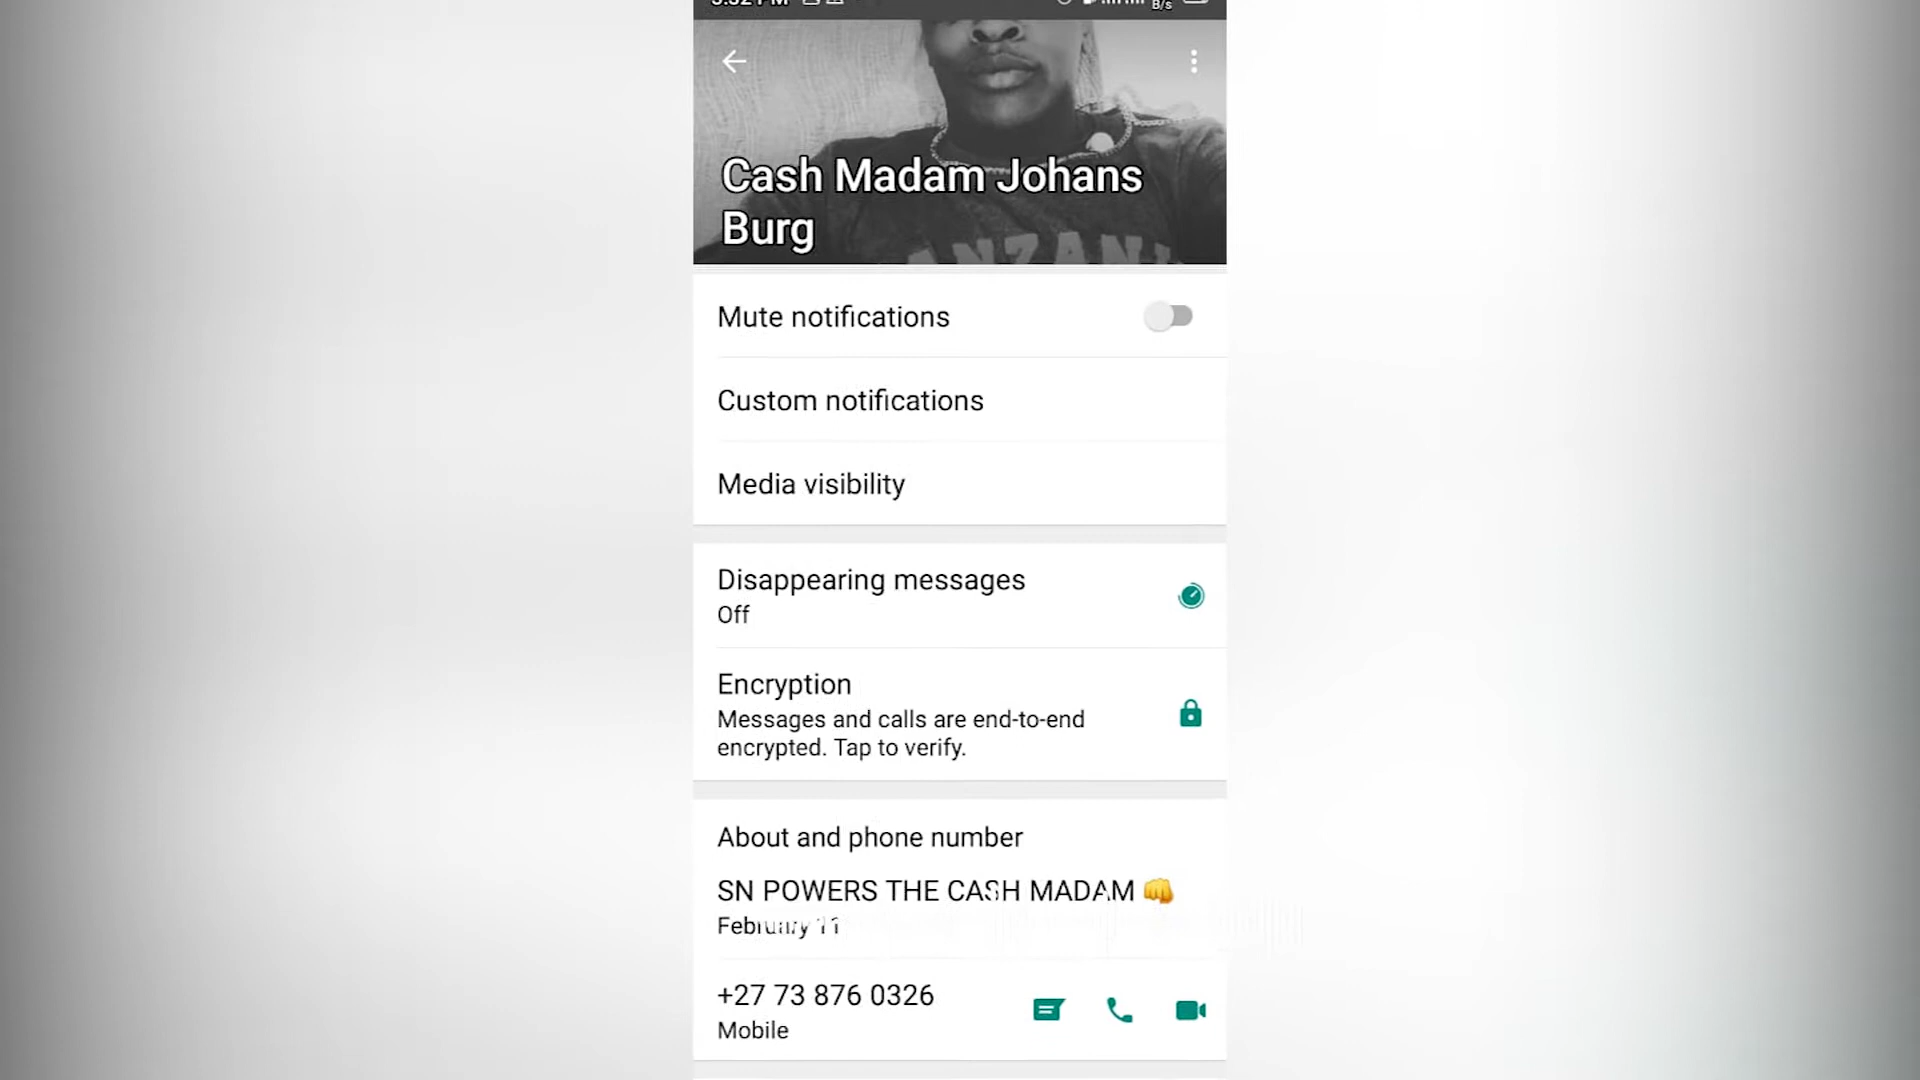 B/s
Cash Madam Johans
Burg
Mute notifications
Custom notifications
Media visibility
Disappearing messages
Off
Encryption
Messages and calls are end-to-end
encrypted. Tap to verify.
About and phone number
SN POWERS THE CASH MADAM 👊
February 11
+27 73 876 0326
Mobile